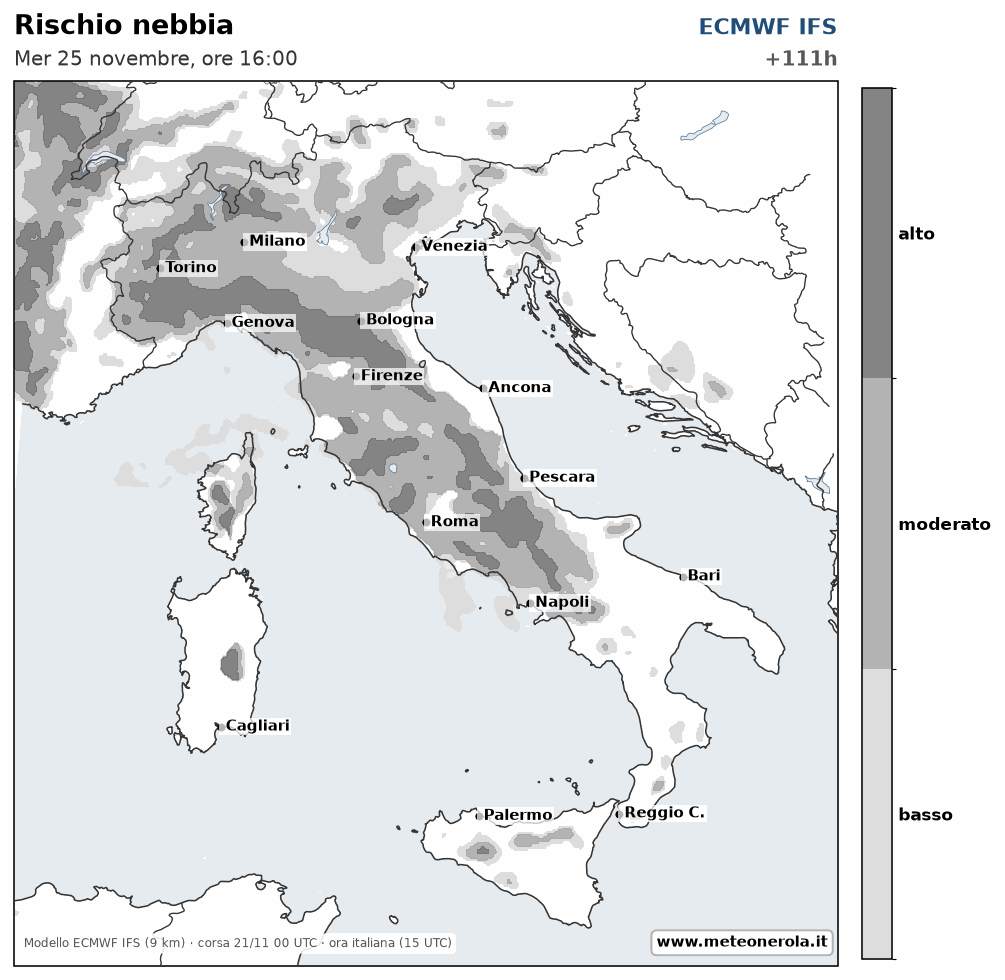 Rischio nebbia
ECMWF IFS
Mer 25 novembre, ore 16:00
+111h
alto
moderato
basso
Milano
Venezia
Torino
Genova
Bologna
Firenze
Ancona
Pescara
Roma
Bari
Napoli
Cagliari
Palermo
Reggio C.
Modello ECMWF IFS (9 km) · corsa 21/11 00 UTC · ora italiana (15 UTC)
www.meteonerola.it